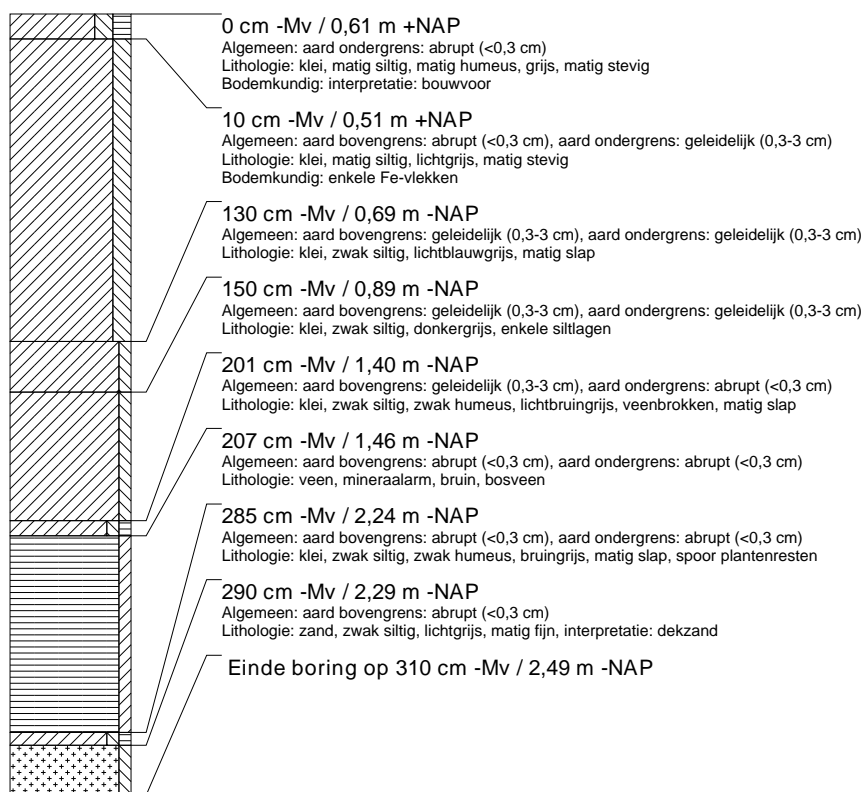 0 cm -Mv / 0,61 m +NAP
Algemeen: aard ondergrens: abrupt (<0,3 cm)
Lithologie: klei, matig siltig, matig humeus, grijs, matig stevig
Bodemkundig: interpretatie: bouwvoor
10 cm -Mv / 0,51 m +NAP
Algemeen: aard bovengrens: abrupt (<0,3 cm), aard ondergrens: geleidelijk (0,3-3 cm)
Lithologie: klei, matig siltig, lichtgrijs, matig stevig
Bodemkundig: enkele Fe-vlekken
130 cm -Mv / 0,69 m -NAP
Algemeen: aard bovengrens: geleidelijk (0,3-3 cm), aard ondergrens: geleidelijk (0,3-3 cm)
Lithologie: klei, zwak siltig, lichtblauwgrijs, matig slap
150 cm -Mv / 0,89 m -NAP
Algemeen: aard bovengrens: geleidelijk (0,3-3 cm), aard ondergrens: geleidelijk (0,3-3 cm)
Lithologie: klei, zwak siltig, donkergrijs, enkele siltlagen
201 cm -Mv / 1,40 m -NAP
Algemeen: aard bovengrens: geleidelijk (0,3-3 cm), aard ondergrens: abrupt (<0,3 cm)
Lithologie: klei, zwak siltig, zwak humeus, lichtbruingrijs, veenbrokken, matig slap
207 cm -Mv / 1,46 m -NAP
Algemeen: aard bovengrens: abrupt (<0,3 cm), aard ondergrens: abrupt (<0,3 cm)
Lithologie: veen, mineraalarm, bruin, bosveen
285 cm -Mv / 2,24 m -NAP
Algemeen: aard bovengrens: abrupt (<0,3 cm), aard ondergrens: abrupt (<0,3 cm)
Lithologie: klei, zwak siltig, zwak humeus, bruingrijs, matig slap, spoor plantenresten
290 cm -Mv / 2,29 m -NAP
Algemeen: aard bovengrens: abrupt (<0,3 cm)
Lithologie: zand, zwak siltig, lichtgrijs, matig fijn, interpretatie: dekzand
Einde boring op 310 cm -Mv / 2,49 m -NAP